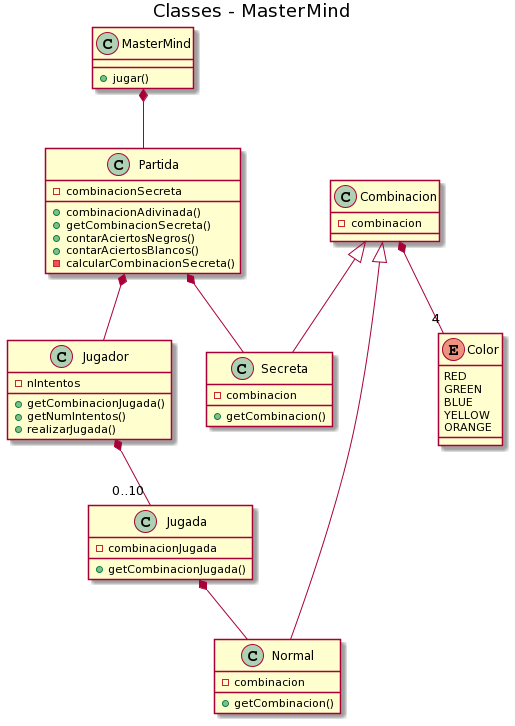 Classes - MasterMind
C MasterMind
jugar()
C Partida
combinacionSecreta
combinacionAdivinada()
getCombinacionSecreta()
contarAciertosNegros()
contarAciertosBlancos()
calcularCombinacionSecreta()
C Combinacion
combinacion
4
C Jugador
nIntentos
getCombinacionJugada()
getNumIntentos()
realizarJugada()
C Secreta
combinacion
getCombinacion()
E Color
RED
GREEN
BLUE
YELLOW
ORANGE
0..10
C Jugada
combinacionJugada
getCombinacionJugada()
C Normal
combinacion
getCombinacion()